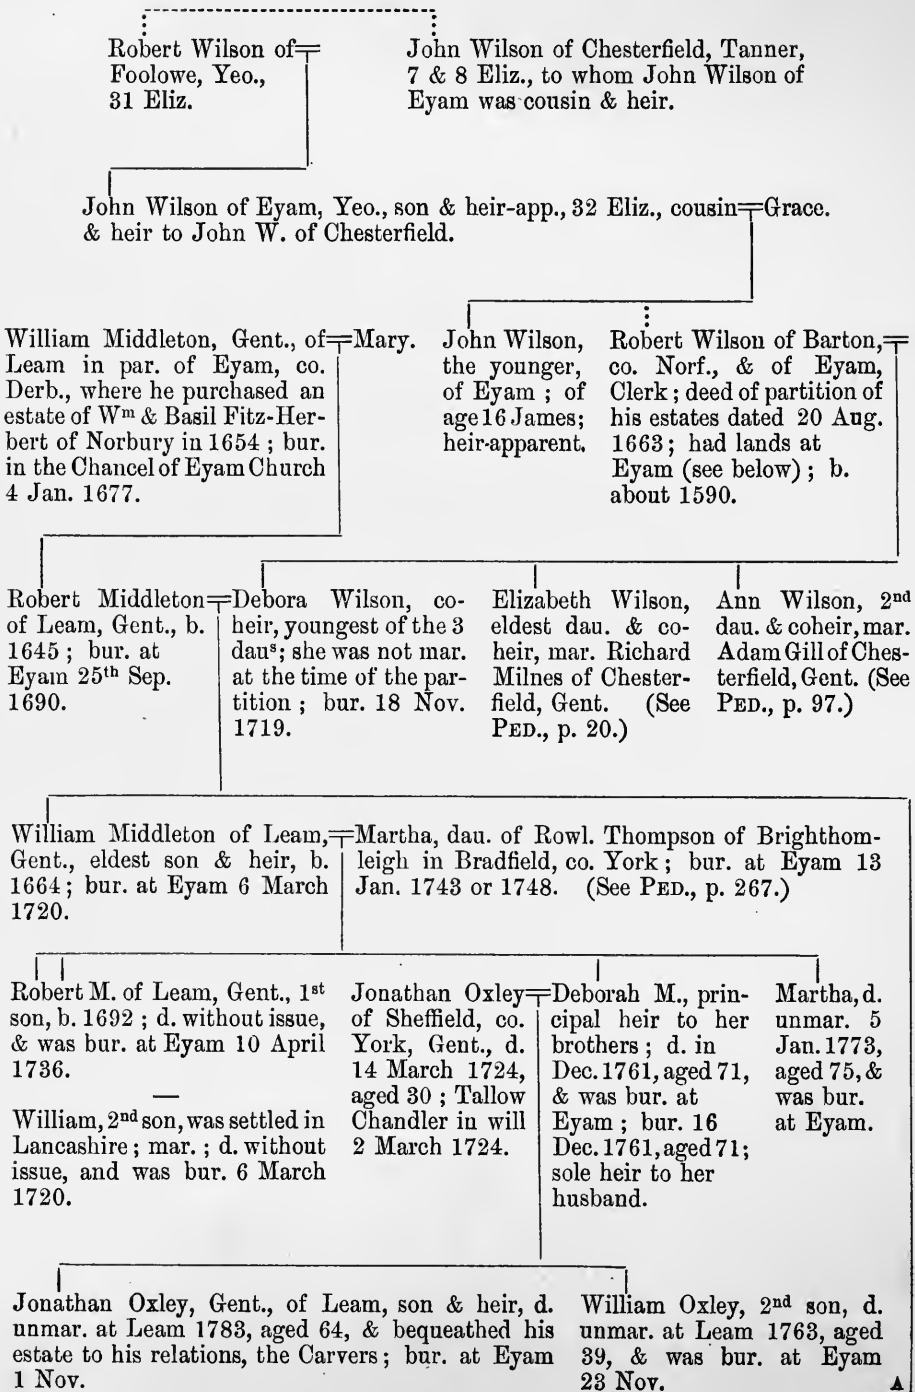 Robert Wilson of
Foolowe, Yeo.,
31 Eliz.
John Wilson of Chesterfield, Tanner,
7 & 8 Eliz., to whom John Wilson of
Eyam was cousin & heir.
John Wilson of Eyam, Yeo., son & heir-app., 32 Eliz., cousin=Grace.
& heir to John W. of Chesterfield.
William Middleton, Gent., of=Mary.
Leam in par. of Eyam, co.
Derb., where he purchased an
estate of Wm & Basil Fitz-Her-
bert of Norbury in 1654 ; bur.
in the Chancel of Eyam Church
4 Jan. 1677.
John Wilson,
the younger,
of Eyam ; of
age 16 James;
heir-apparent.
Robert Wilson of Barton,=
co. Norf., & of Eyam,
Clerk ; deed of partition of
his estates dated 20 Aug.
1663 ; had lands at
Eyam (see below) ; b.
about 1590.
Robert Middleton=
of Leam, Gent., b.
1645 ; bur. at
Eyam 25th Sep.
1690.
Debora Wilson, co-
heir, youngest of the 3
daus; she was not mar.
at the time of the par-
tition ; bur. 18 Nov.
1719.
Elizabeth Wilson,
eldest dau. & co-
heir, mar. Richard
Milnes of Chester-
field, Gent. (See
PED., p. 20.)
Ann Wilson, 2nd
dau. & coheir, mar.
Adam Gill of Ches-
terfield, Gent. (See
PED., p. 97.)
William Middleton of Leam,=
Gent., eldest son & heir, b.
1664 ; bur. at Eyam 6 March
1720.
Martha, dau. of Rowl. Thompson of Brighthom-
leigh in Bradfield, co. York ; bur. at Eyam 13
Jan. 1743 or 1748. (See PED., p. 267.)
Robert M. of Leam, Gent., 1st
son, b. 1692 ; d. without issue,
& was bur. at Eyam 10 April
1736.
—
William, 2nd son, was settled in
Lancashire ; mar. ; d. without
issue, and was bur. 6 March
1720.
Jonathan Oxley=
of Sheffield, co.
York, Gent., d.
14 March 1724,
aged 30 ; Tallow
Chandler in will
2 March 1724.
Deborah M., prin-
cipal heir to her
brothers ; d. in
Dec. 1761, aged 71,
& was bur. at
Eyam ; bur. 16
Dec. 1761, aged 71;
sole heir to her
husband.
Martha, d.
unmar. 5
Jan. 1773,
aged 75, &
was bur.
at Eyam.
Jonathan Oxley, Gent., of Leam, son & heir, d.
unmar. at Leam 1783, aged 64, & bequeathed his
estate to his relations, the Carvers ; bur. at Eyam
1 Nov.
William Oxley, 2nd son, d.
unmar. at Leam 1763, aged
39, & was bur. at Eyam
23 Nov.
A